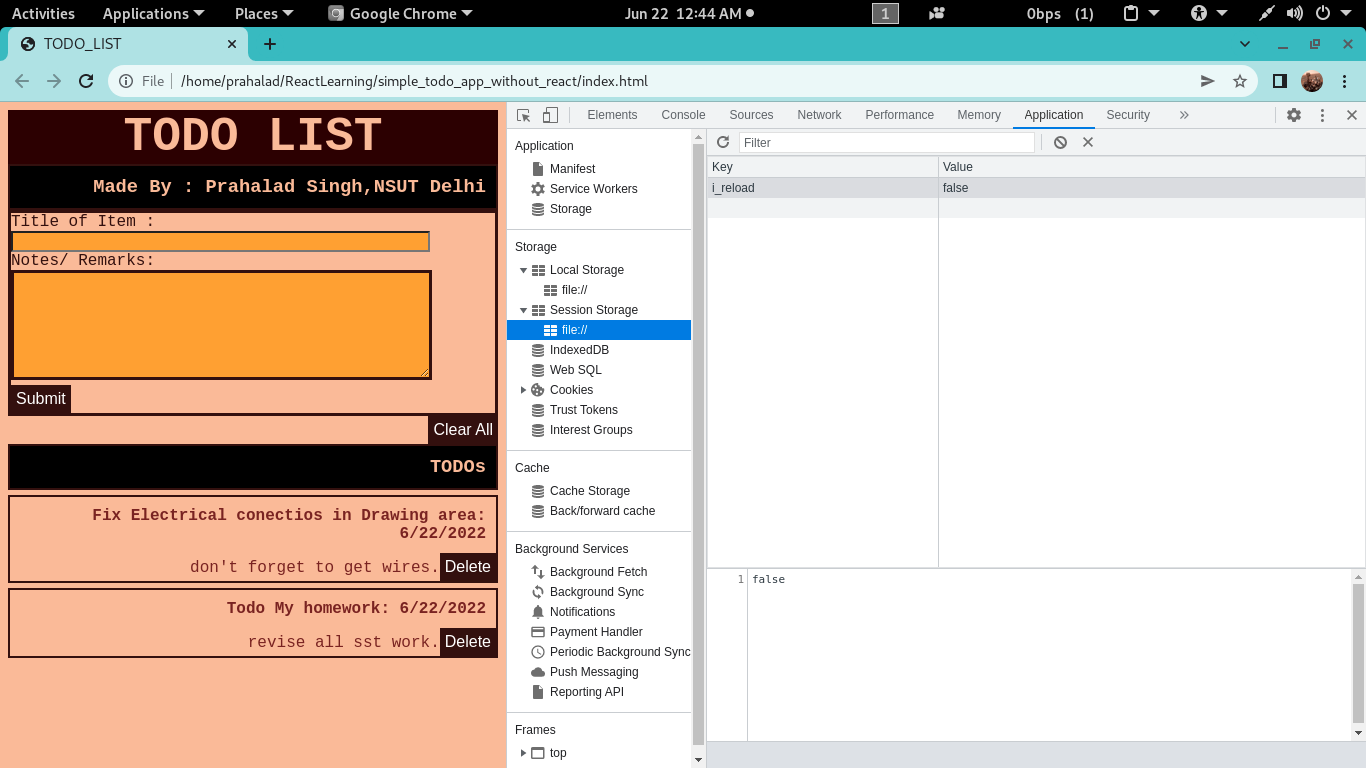 Activities Applications Places Google Chrome Jun 22 12:44 AM 1 0bps (1)
TODO_LIST
File /home/prahalad/ReactLearning/simple_todo_app_without_react/index.html
TODO LIST
Made By : Prahalad Singh,NSUT Delhi
Title of Item :
Notes/ Remarks:
Submit
Clear All
TODOs
Fix Electrical conectios in Drawing area:
6/22/2022
don't forget to get wires. Delete
Todo My homework: 6/22/2022
revise all sst work. Delete
Elements Console Sources Network Performance Memory Application Security
Application
Manifest
Service Workers
Storage
Storage
Local Storage
file://
Session Storage
file://
IndexedDB
Web SQL
Cookies
Trust Tokens
Interest Groups
Cache
Cache Storage
Back/forward cache
Background Services
Background Fetch
Background Sync
Notifications
Payment Handler
Periodic Background Sync
Push Messaging
Reporting API
Frames
top
Filter
Key Value
i_reload false
1 false